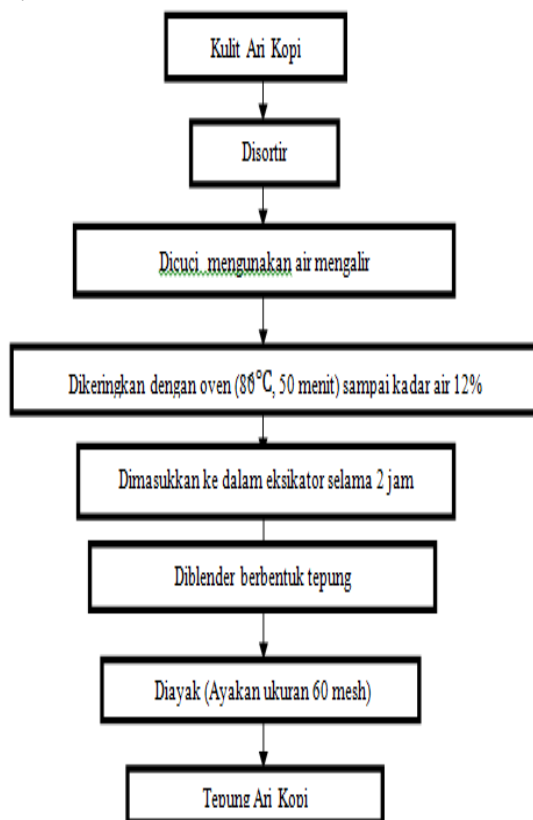 Kulit Ari Kopi
Disortir
Dicuci mengunakan air mengalir
Dikeringkan dengan oven (80°C, 50 menit) sampai kadar air 12%
Dimasukkan ke dalam eksikator selama 2 jam
Diblender berbentuk tepung
Diayak (Ayakan ukuran 60 mesh)
Tepung Ari Kopi